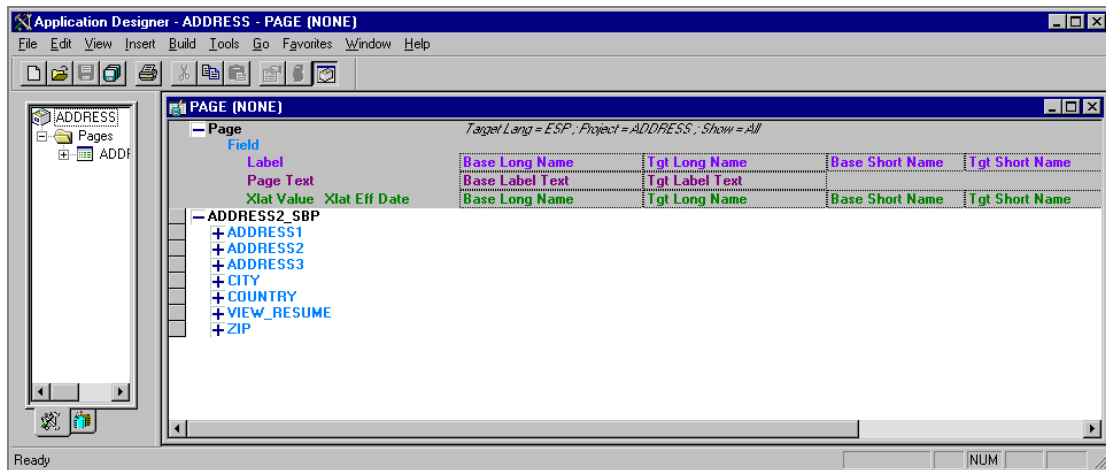 Application Designer - ADDRESS - PAGE (NONE)
File Edit View Insert Build Tools Go Favorites Window Help
ADDRESS
Pages
ADDR
PAGE (NONE)
Page Target Lang = ESP ; Project = ADDRESS ; Show = All
Field
Label Base Long Name Tgt Long Name Base Short Name Tgt Short Name
Page Text Base Label Text Tgt Label Text
Xlat Value Xlat Eff Date Base Long Name Tgt Long Name Base Short Name Tgt Short Name
ADDRESS2_SBP
ADDRESS1
ADDRESS2
ADDRESS3
CITY
COUNTRY
VIEW_RESUME
ZIP
Ready NUM